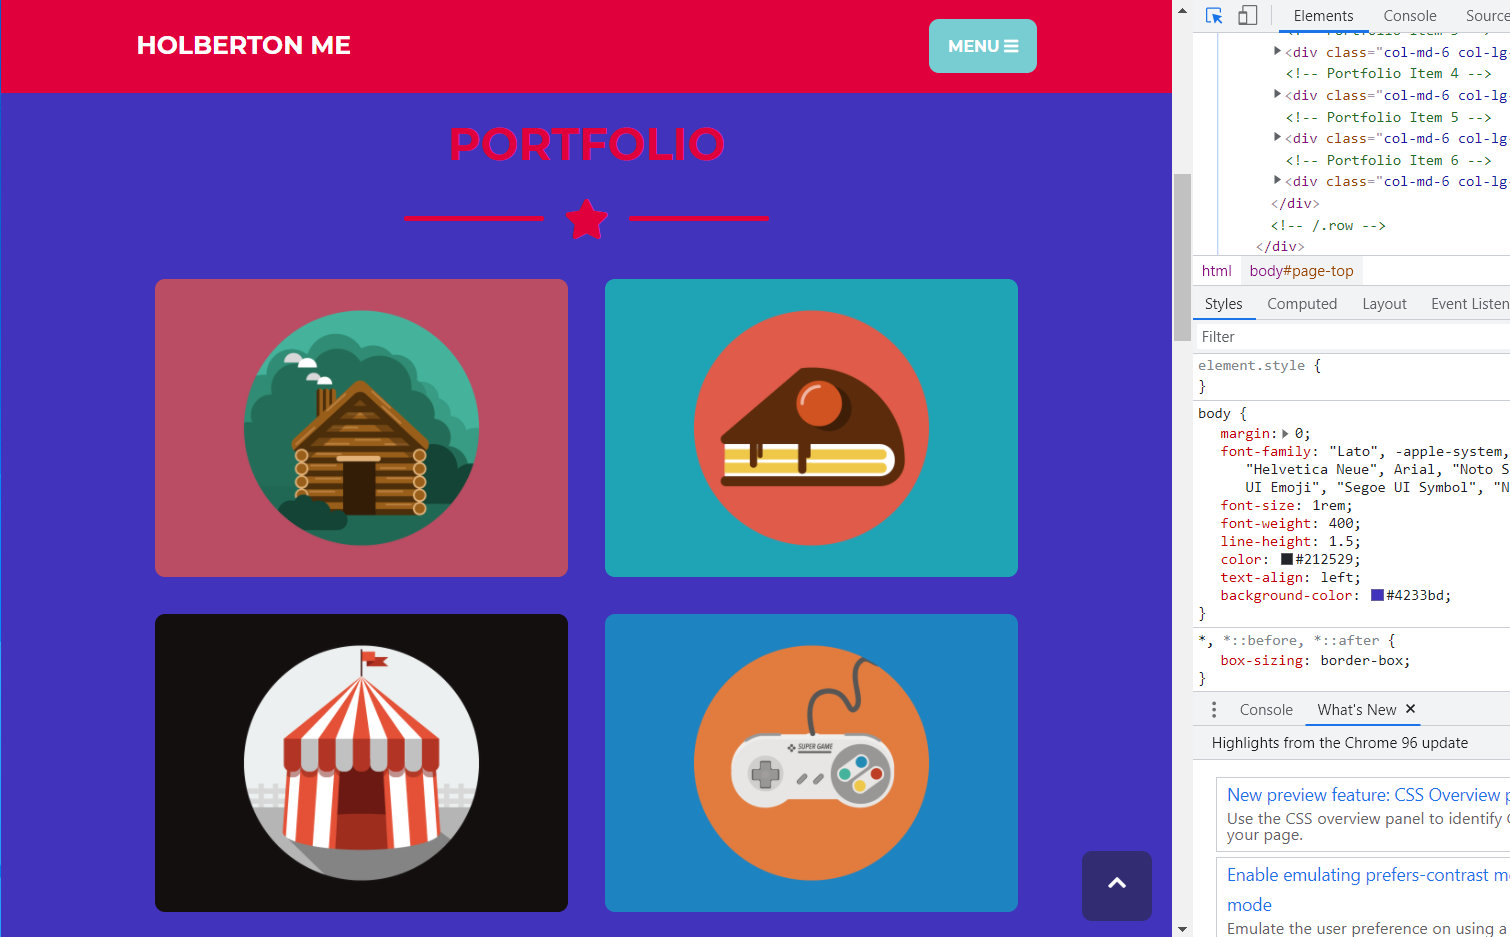 HOLBERTON ME
MENU
PORTFOLIO
SUPER GAME
Elements Console Source
<div class="col-md-6 col-lg-
<!-- Portfolio Item 4 -->
<div class="col-md-6 col-lg-
<!-- Portfolio Item 5 -->
<div class="col-md-6 col-lg-
<!-- Portfolio Item 6 -->
<div class="col-md-6 col-lg-
</div>
<!-- /.row -->
</div>
html body#page-top
Styles Computed Layout Event Listen
Filter
element.style {
}
body {
margin: 0;
font-family: "Lato", -apple-system,
"Helvetica Neue", Arial, "Noto S
UI Emoji", "Segoe UI Symbol", "N
font-size: 1rem;
font-weight: 400;
line-height: 1.5;
color: #212529;
text-align: left;
background-color: #4233bd;
}
*, *::before, *::after {
box-sizing: border-box;
}
Console What's New ×
Highlights from the Chrome 96 update
New preview feature: CSS Overview p
Use the CSS overview panel to identify C
your page.
Enable emulating prefers-contrast m
mode
Emulate the user preference on using a